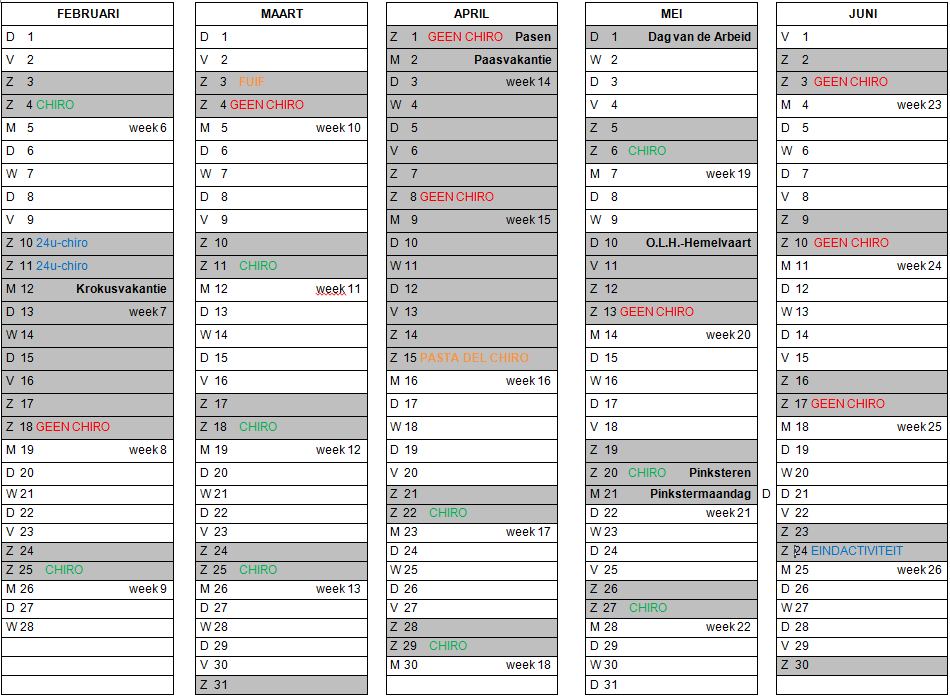 FEBRUARI
D 1
V 2
Z 3
Z 4 CHIRO
M 5 week 6
D 6
W 7
D 8
V 9
Z 10 24u-chiro
Z 11 24u-chiro
M 12 Krokusvakantie
D 13 week 7
W 14
D 15
V 16
Z 17
Z 18 GEEN CHIRO
M 19 week 8
D 20
W 21
D 22
V 23
Z 24
Z 25 CHIRO
M 26 week 9
D 27
W 28
MAART
D 1
V 2
Z 3 FUIF
Z 4 GEEN CHIRO
M 5 week 10
D 6
W 7
D 8
V 9
Z 10
Z 11 CHIRO
M 12 week 11
D 13
W 14
D 15
V 16
Z 17
Z 18 CHIRO
M 19 week 12
D 20
W 21
D 22
V 23
Z 24
Z 25 CHIRO
M 26 week 13
D 27
W 28
D 29
V 30
Z 31
APRIL
Z 1 GEEN CHIRO Pasen
M 2 Paasvakantie
D 3 week 14
W 4
D 5
V 6
Z 7
Z 8 GEEN CHIRO
M 9 week 15
D 10
W 11
D 12
V 13
Z 14
Z 15 PASTA DEL CHIRO
M 16 week 16
D 17
W 18
D 19
V 20
Z 21
Z 22 CHIRO
M 23 week 17
D 24
W 25
D 26
V 27
Z 28
Z 29 CHIRO
M 30 week 18
MEI
D 1 Dag van de Arbeid
W 2
D 3
V 4
Z 5
Z 6 CHIRO
M 7 week 19
D 8
W 9
D 10 O.L.H.-Hemelvaart
V 11
Z 12
Z 13 GEEN CHIRO
M 14 week 20
D 15
W 16
D 17
V 18
Z 19
Z 20 CHIRO Pinksteren
M 21 Pinkstermaandag
D 22 week 21
W 23
D 24
V 25
Z 26
Z 27 CHIRO
M 28 week 22
D 29
W 30
D 31
JUNI
V 1
Z 2
Z 3 GEEN CHIRO
M 4 week 23
D 5
W 6
D 7
V 8
Z 9
Z 10 GEEN CHIRO
M 11 week 24
D 12
W 13
D 14
V 15
Z 16
Z 17 GEEN CHIRO
M 18 week 25
D 19
W 20
D D 21
V 22
Z 23
Z 24 EINDACTIVITEIT
M 25 week 26
D 26
W 27
D 28
V 29
Z 30